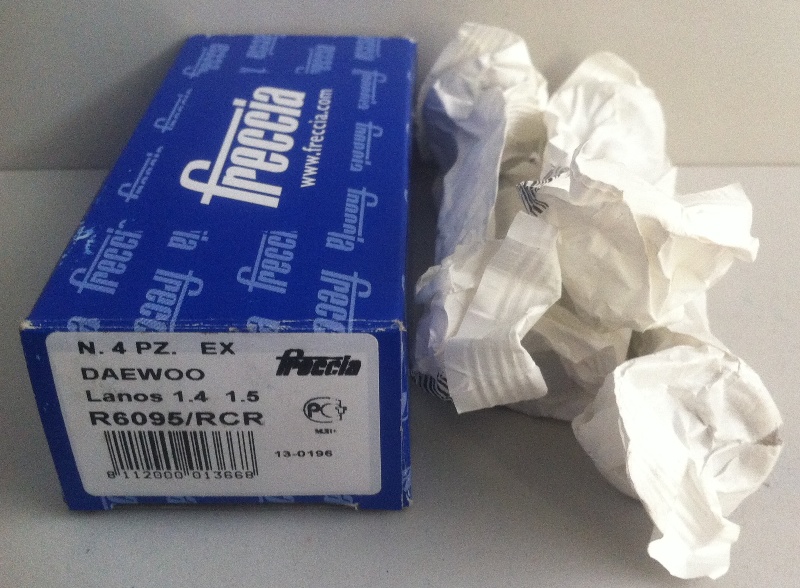 freccia
www.freccia.com
N. 4 PZ. EX
freccia
DAEWOO
Lanos 1.4 1.5
R6095/RCR
PC
13-0196
8 112000 013668